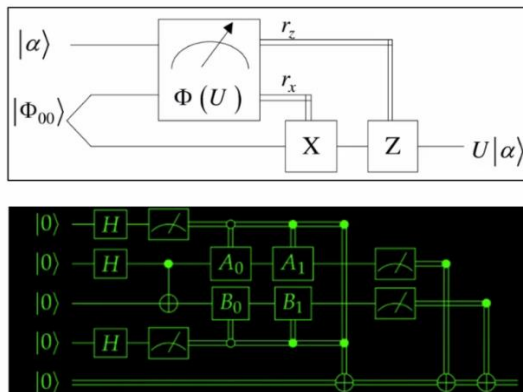 |α⟩ r_z
Φ(U) r_x
|Φ₀₀⟩
X Z U|α⟩
|0⟩ H
|0⟩ H A₀ A₁
|0⟩ B₀ B₁
|0⟩ H
|0⟩